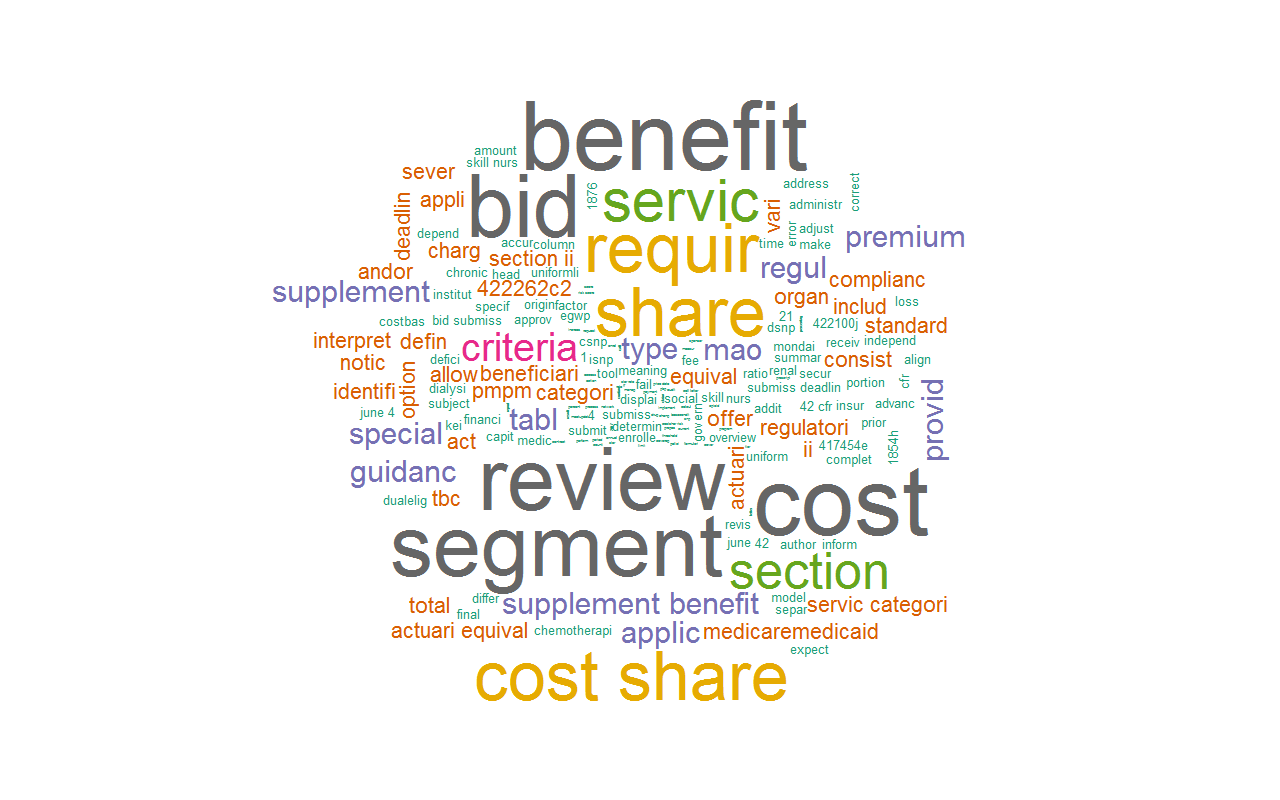 benefit
amount
skill nurs
sever
bid
1876
servic
vari
address
correct
appli
deadlin
administr
depend
requir
time
error
adjust
make
premium
charg
accur
column
section ii
regul
andor
chronic
head
uniformli
complianc
supplement
institut
422262c2
organ
includ
loss
specif
origin
factor
share
costbas
bid submiss
approv
egwp
dsnp
21
422100j
standard
interpret
defin
criteria
csnp
type
mao
mondai
receiv
independ
notic
defici
1
isnp
fee
summar
consist
align
option
allow
beneficiari
tool
meaning
equival
ratio
renal
secur
identifi
dialysi
pmpm
categori
fail
submiss deadlin
portion
cfr
subject
displai
social
skill nurs
addit
42 cfr
insur
advanc
provid
june 4
kei
financi
tabl
4
submiss
govern
offer
regulatori
prior
special
act
capit
medic
submit
determin
enrolle
overview
ii
417454e
1854h
guidanc
review
actuari
uniform
complet
dualelig
tbc
cost
segment
revis
june 42
author
inform
section
total
differ
final
supplement benefit
model
separ
servic categori
actuari equival
chemotherapi
applic
medicaremedicaid
expect
cost share